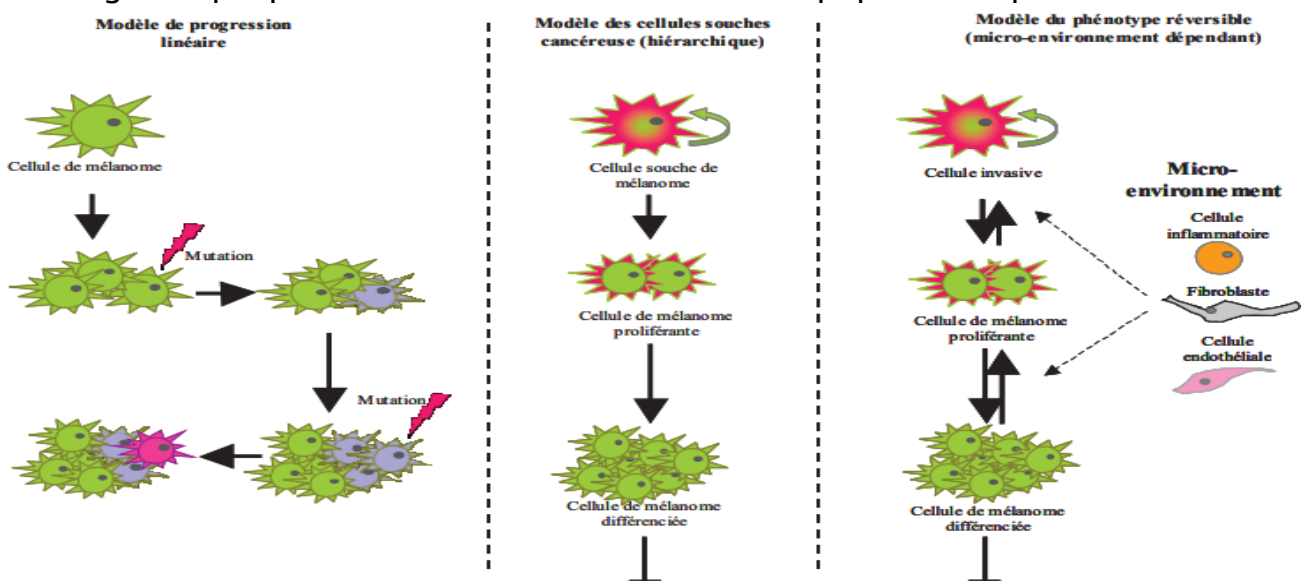 Modèle de progression
linéaire
Cellule de mélanome
Mutation
Mutation
Modèle des cellules souches
cancéreuse (hiérarchique)
Cellule souche de
mélanome
Cellule de mélanome
proliférante
Cellule de mélanome
différenciée
Modèle du phénotype réversible
(micro-environnement dépendant)
Cellule invasive
Cellule de mélanome
proliférante
Cellule de mélanome
différenciée
Micro-
environnement
Cellule
inflammatoire
Fibroblaste
Cellule
endothéliale